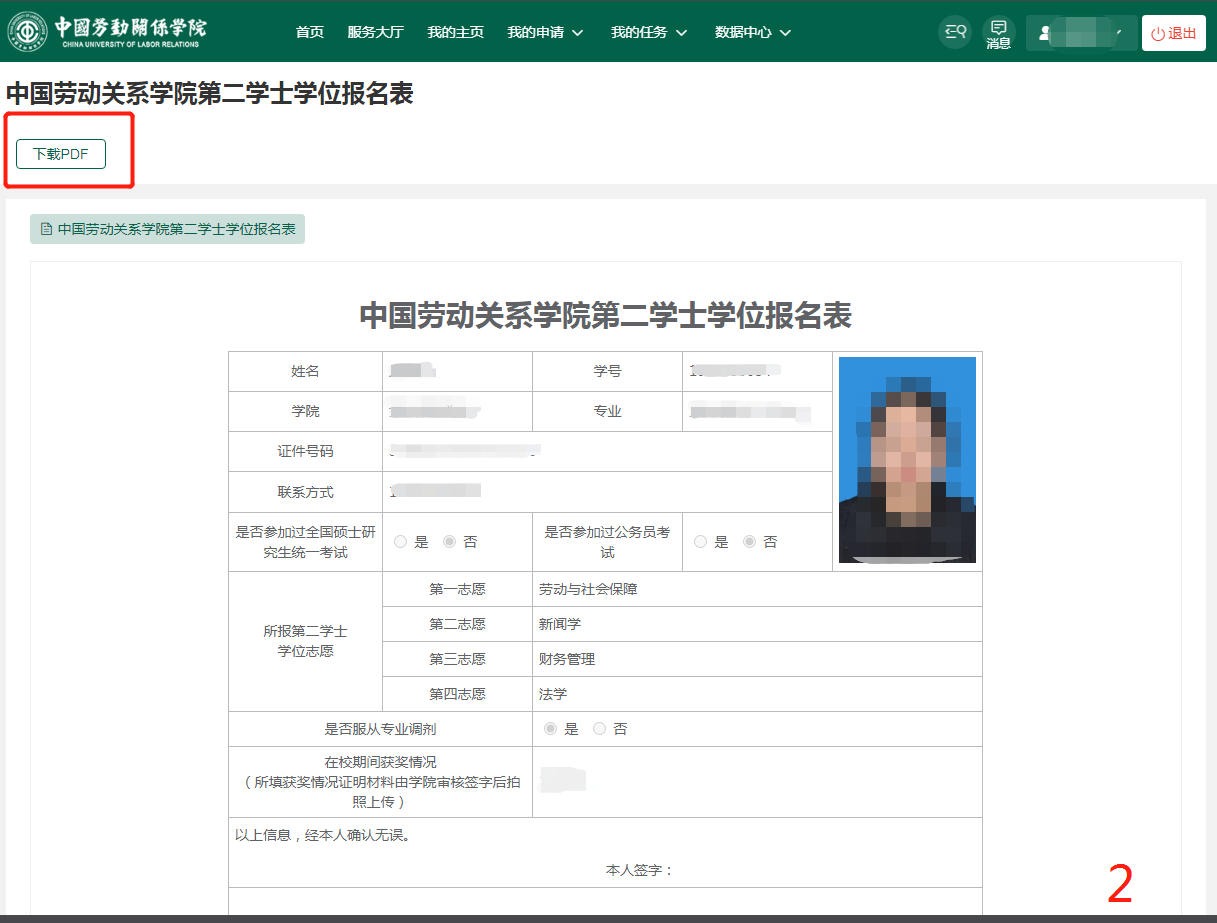 中國勞動關係学院
CHINA UNIVERSITY OF LABOR RELATIONS
首页 服务大厅 我的主页 我的申请 我的任务 数据中心
消息
退出
中国劳动关系学院第二学士学位报名表
下载PDF
中国劳动关系学院第二学士学位报名表
中国劳动关系学院第二学士学位报名表
姓名 学号
学院 专业
证件号码
联系方式
是否参加过全国硕士研
究生统一考试
是 否
是否参加过公务员考
试
是 否
所报第二学士
学位志愿
第一志愿 劳动与社会保障
第二志愿 新闻学
第三志愿 财务管理
第四志愿 法学
是否服从专业调剂 是 否
在校期间获奖情况
（所填获奖情况证明材料由学院审核签字后拍
照上传）
以上信息，经本人确认无误。
本人签字：
2